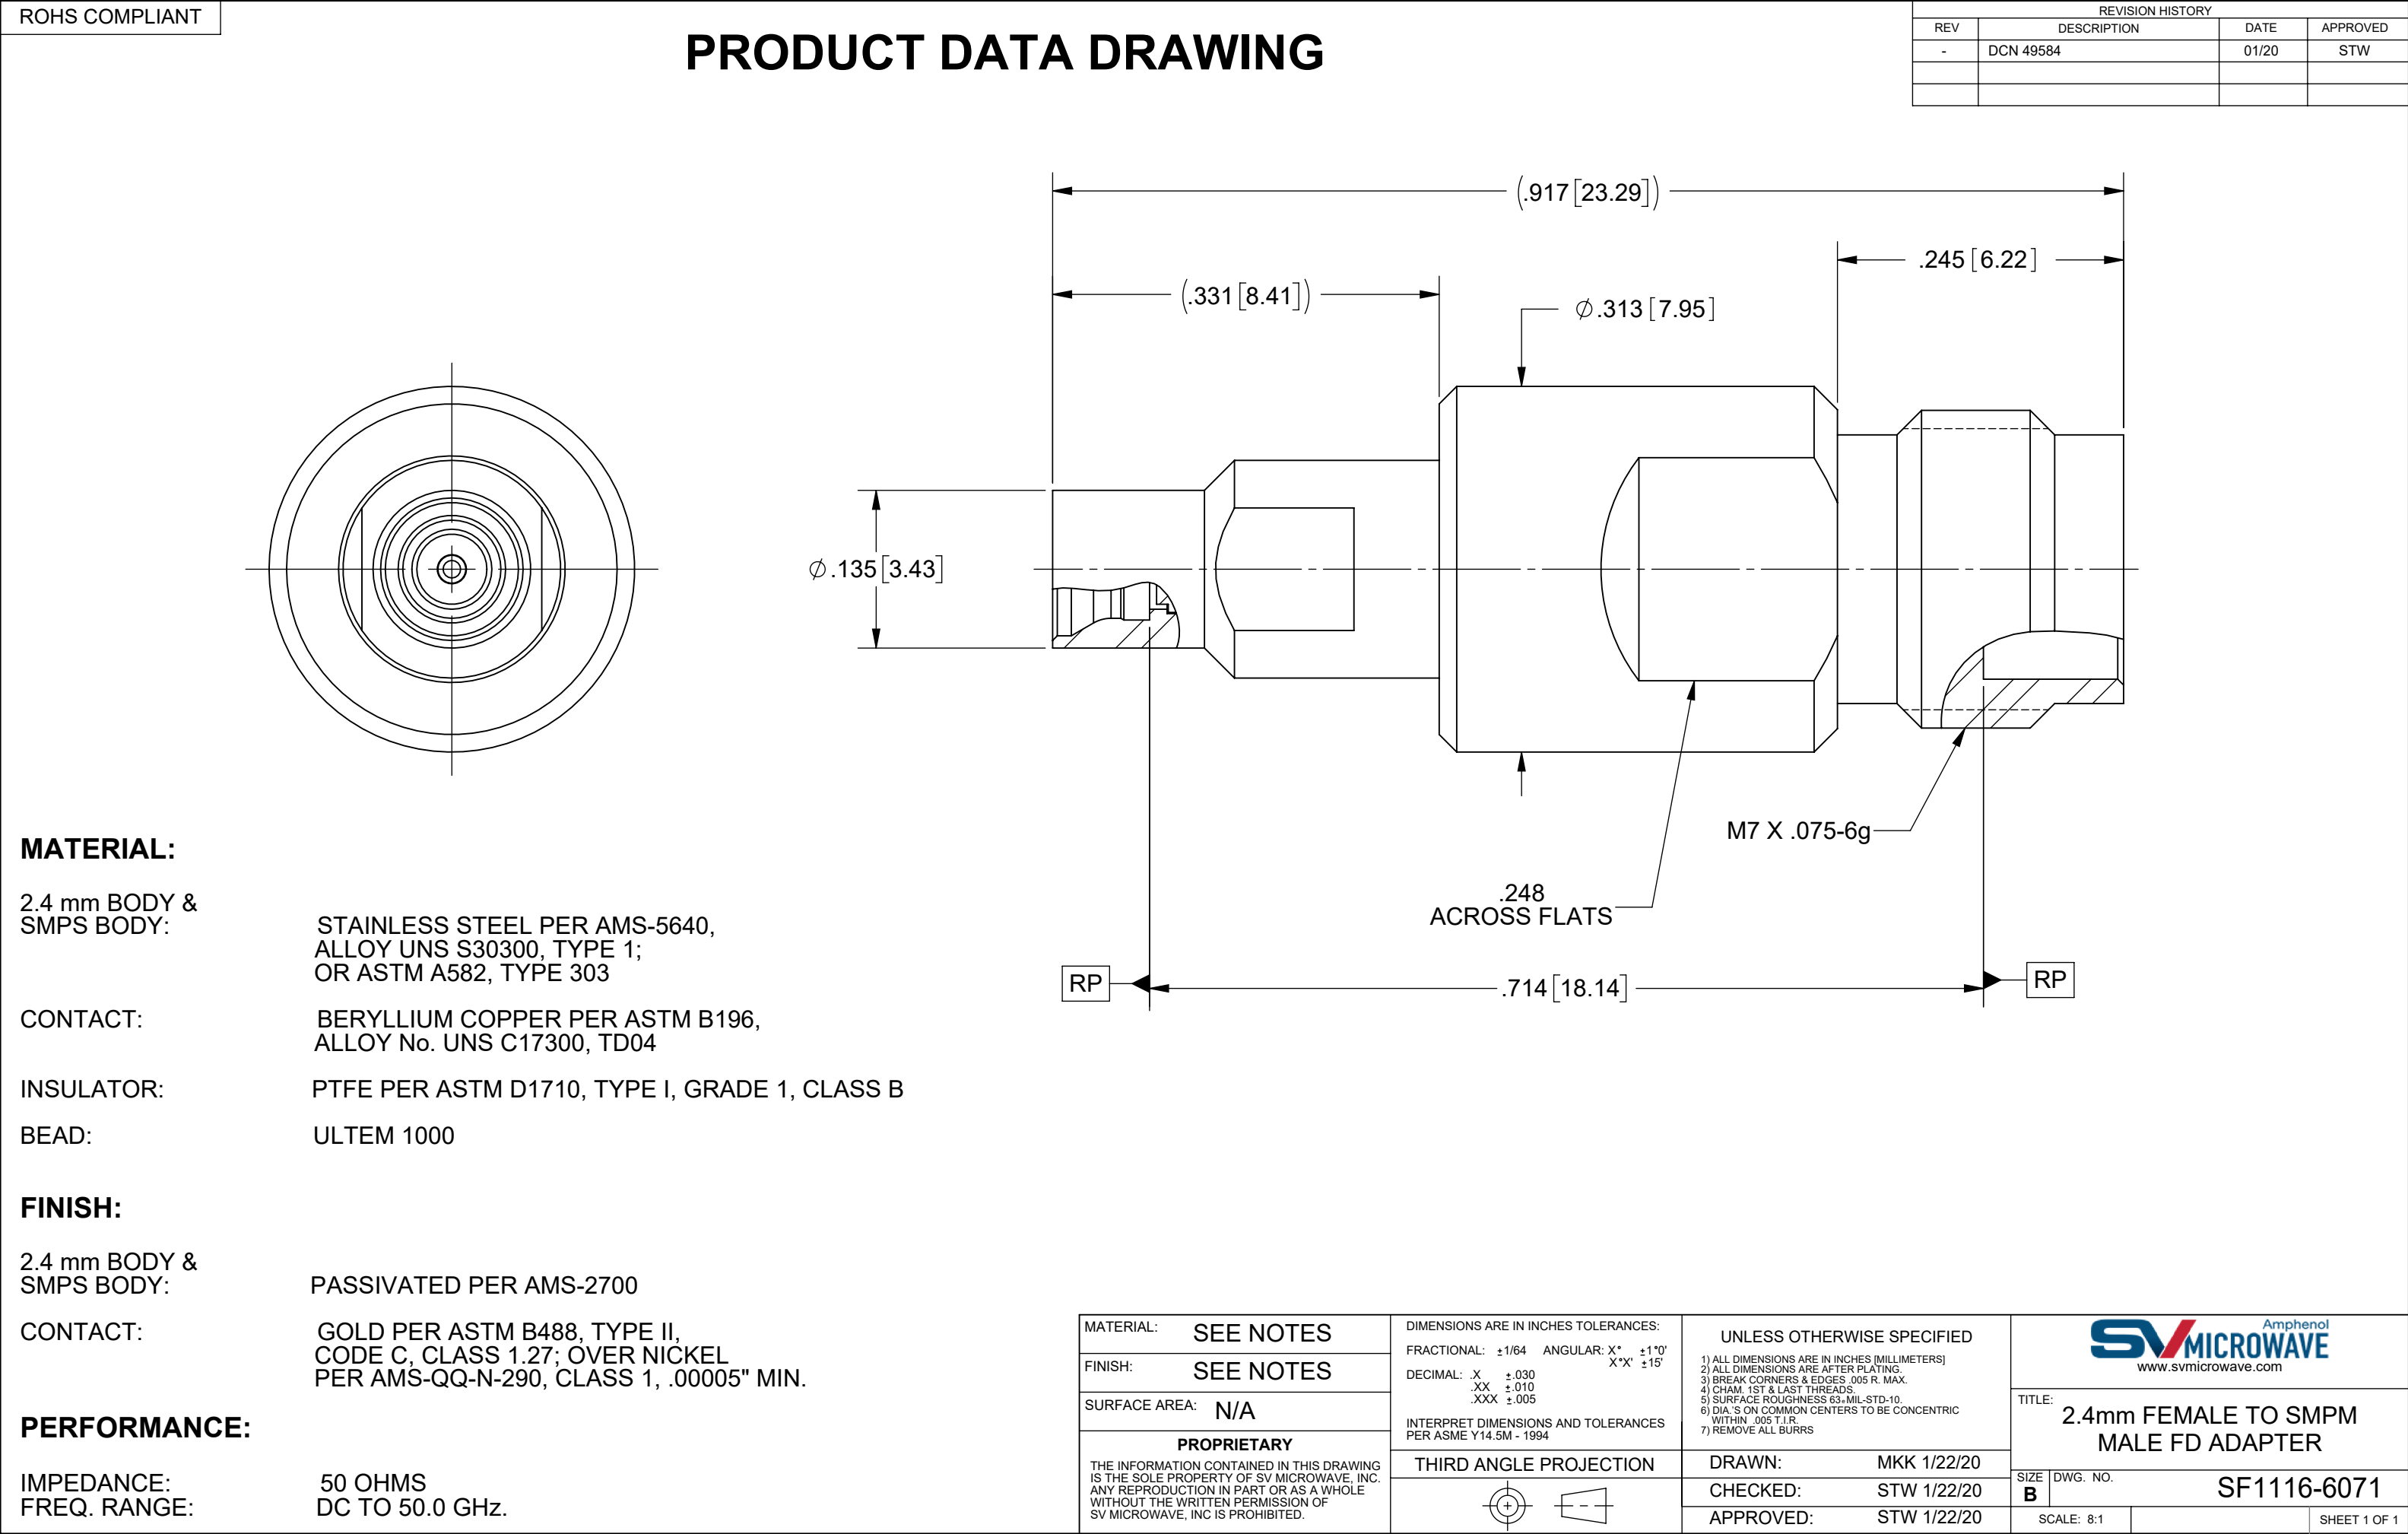 ROHS COMPLIANT
PRODUCT DATA DRAWING
REVISION HISTORY
REV DESCRIPTION DATE APPROVED
- DCN 49584 01/20 STW
(.917[23.29])
.245[6.22]
(.331[8.41])
∅.313[7.95]
∅.135[3.43]
M7 X .075-6g
.248
ACROSS FLATS
RP
.714[18.14]
RP
MATERIAL:
2.4 mm BODY &
SMPS BODY: STAINLESS STEEL PER AMS-5640,
ALLOY UNS S30300, TYPE 1;
OR ASTM A582, TYPE 303
CONTACT: BERYLLIUM COPPER PER ASTM B196,
ALLOY No. UNS C17300, TD04
INSULATOR: PTFE PER ASTM D1710, TYPE I, GRADE 1, CLASS B
BEAD: ULTEM 1000
FINISH:
2.4 mm BODY &
SMPS BODY: PASSIVATED PER AMS-2700
CONTACT: GOLD PER ASTM B488, TYPE II,
CODE C, CLASS 1.27; OVER NICKEL
PER AMS-QQ-N-290, CLASS 1, .00005" MIN.
PERFORMANCE:
IMPEDANCE: 50 OHMS
FREQ. RANGE: DC TO 50.0 GHz.
MATERIAL: SEE NOTES
FINISH: SEE NOTES
SURFACE AREA: N/A
PROPRIETARY
THE INFORMATION CONTAINED IN THIS DRAWING
IS THE SOLE PROPERTY OF SV MICROWAVE, INC.
ANY REPRODUCTION IN PART OR AS A WHOLE
WITHOUT THE WRITTEN PERMISSION OF
SV MICROWAVE, INC IS PROHIBITED.
DIMENSIONS ARE IN INCHES TOLERANCES:
FRACTIONAL: ±1/64 ANGULAR: X° ±1°0'
X°X' ±15'
DECIMAL: .X ±.030
.XX ±.010
.XXX ±.005
INTERPRET DIMENSIONS AND TOLERANCES
PER ASME Y14.5M - 1994
THIRD ANGLE PROJECTION
UNLESS OTHERWISE SPECIFIED
1) ALL DIMENSIONS ARE IN INCHES [MILLIMETERS]
2) ALL DIMENSIONS ARE AFTER PLATING.
3) BREAK CORNERS & EDGES .005 R. MAX.
4) CHAM. 1ST & LAST THREADS.
5) SURFACE ROUGHNESS 63 MIL-STD-10.
6) DIA.'S ON COMMON CENTERS TO BE CONCENTRIC
WITHIN .005 T.I.R.
7) REMOVE ALL BURRS
DRAWN: MKK 1/22/20
CHECKED: STW 1/22/20
APPROVED: STW 1/22/20
Amphenol
SV MICROWAVE
www.svmicrowave.com
TITLE: 2.4mm FEMALE TO SMPM
MALE FD ADAPTER
SIZE B DWG. NO. SF1116-6071
SCALE: 8:1 SHEET 1 OF 1